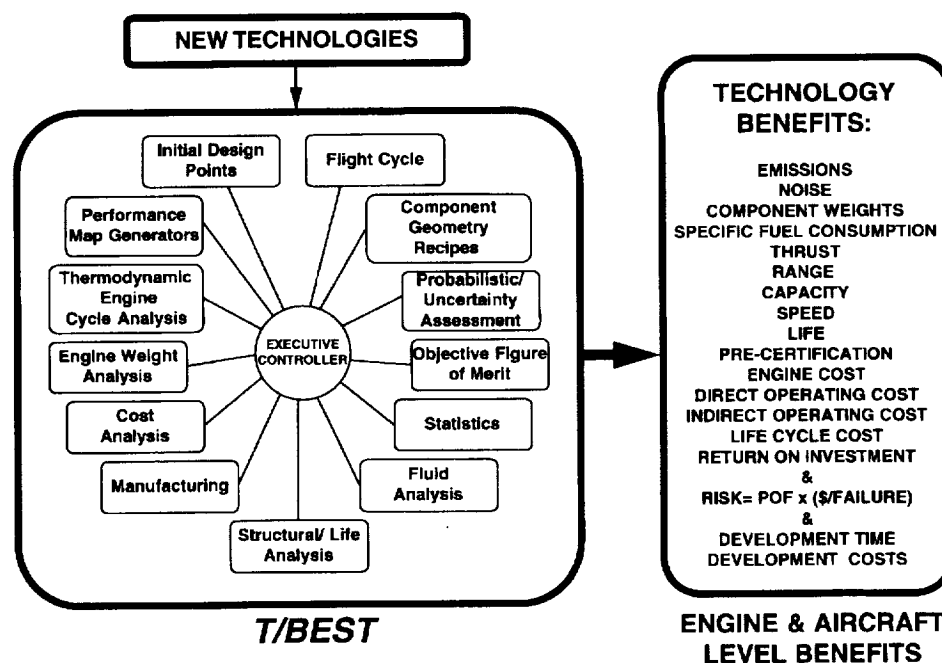 NEW TECHNOLOGIES
Initial Design
Points
Flight Cycle
Performance
Map Generators
Component
Geometry
Recipes
Thermodynamic
Engine
Cycle Analysis
Probabilistic/
Uncertainty
Assessment
EXECUTIVE
CONTROLLER
Engine Weight
Analysis
Objective Figure
of Merit
Cost
Analysis
Statistics
Manufacturing
Fluid
Analysis
Structural/ Life
Analysis
T/BEST
TECHNOLOGY
BENEFITS:
EMISSIONS
NOISE
COMPONENT WEIGHTS
SPECIFIC FUEL CONSUMPTION
THRUST
RANGE
CAPACITY
SPEED
LIFE
PRE-CERTIFICATION
ENGINE COST
DIRECT OPERATING COST
INDIRECT OPERATING COST
LIFE CYCLE COST
RETURN ON INVESTMENT
&
RISK= POF x ($/FAILURE)
&
DEVELOPMENT TIME
DEVELOPMENT COSTS
ENGINE & AIRCRAFT
LEVEL BENEFITS